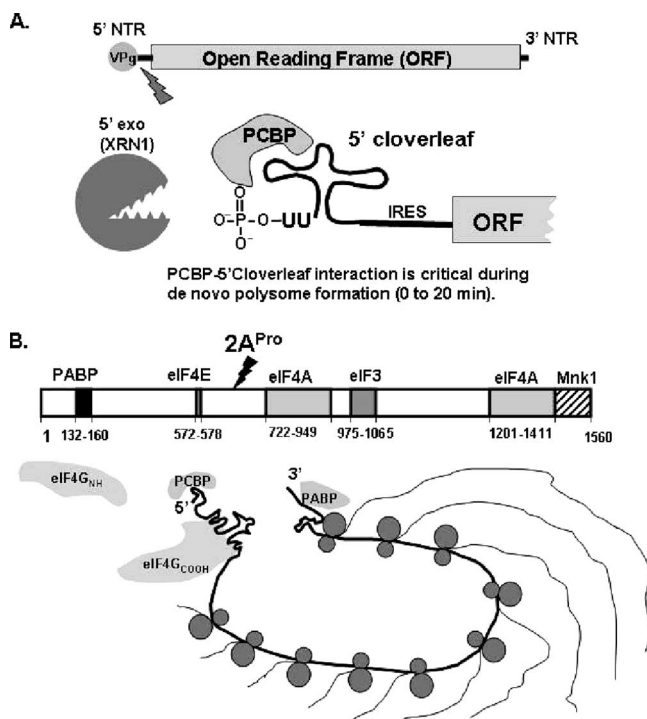 A.
5' NTR
3' NTR
VPg
Open Reading Frame (ORF)
5' exo
(XRN1)
PCBP
5' cloverleaf
O
O⁻–P–O–UU
O⁻
IRES
ORF
PCBP-5'Cloverleaf interaction is critical during
de novo polysome formation (0 to 20 min).
B.
2A^Pro
PABP
eIF4E
eIF4A
eIF3
eIF4A
Mnk1
1
132-160
572-578
722-949
975-1065
1201-1411
1560
eIF4G_NH
PCBP
5'
3'
PABP
eIF4G_COOH